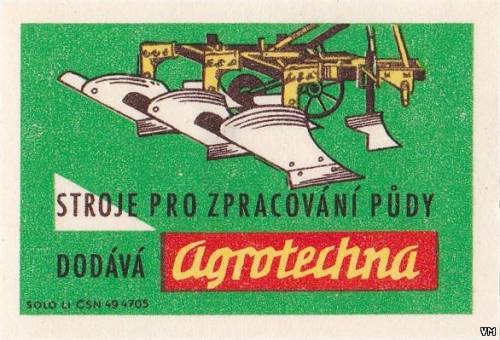 STROJE PRO ZPRACOVÁNÍ PŮDY
DODÁVÁ agrotechna
SOLO LI ČSN 49 4705
VM